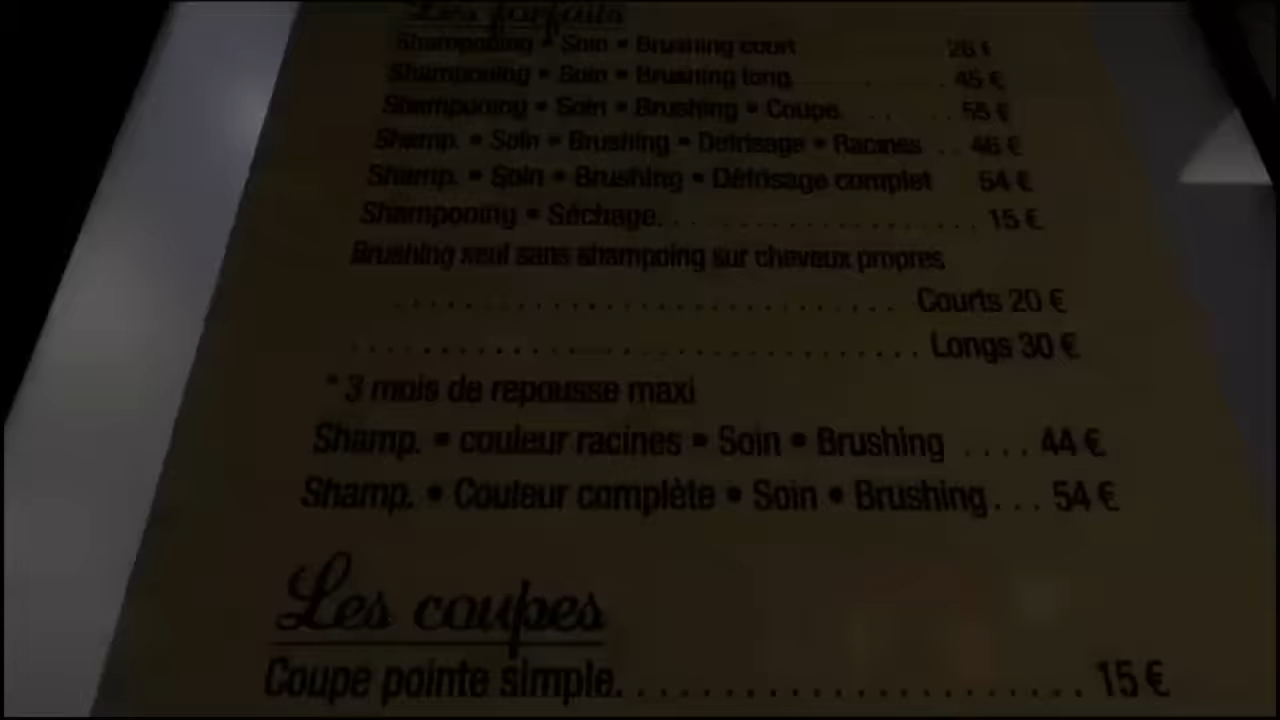 Les forfaits
Shampooing • Soin • Brushing court
Shampooing • Soin • Brushing long . . . . . . 45 €
Shampooing • Soin • Brushing • Coupe . . . . . 55 €
Shamp. • Soin • Brushing • Défrisage • Racines . . 46 €
Shamp. • Soin • Brushing • Défrisage complet 54 €
Shamponing • Séchage. . . . . . . . . . . . . . . . . . 15 €
Brushing seul sans shampoing sur cheveux propres
. . . . . . . . . . . . . . . . . . . . . . . . Courts 20 €
. . . . . . . . . . . . . . . . . . . . . . . . . . Longs 30 €
* 3 mois de repousse maxi
Shamp. • couleur racines • Soin • Brushing . . . . 44 €
Shamp. • Couleur complète • Soin • Brushing. . . 54 €
Les coupes
Coupe pointe simple. . . . . . . . . . . . . . . . . . . . . . 15 €